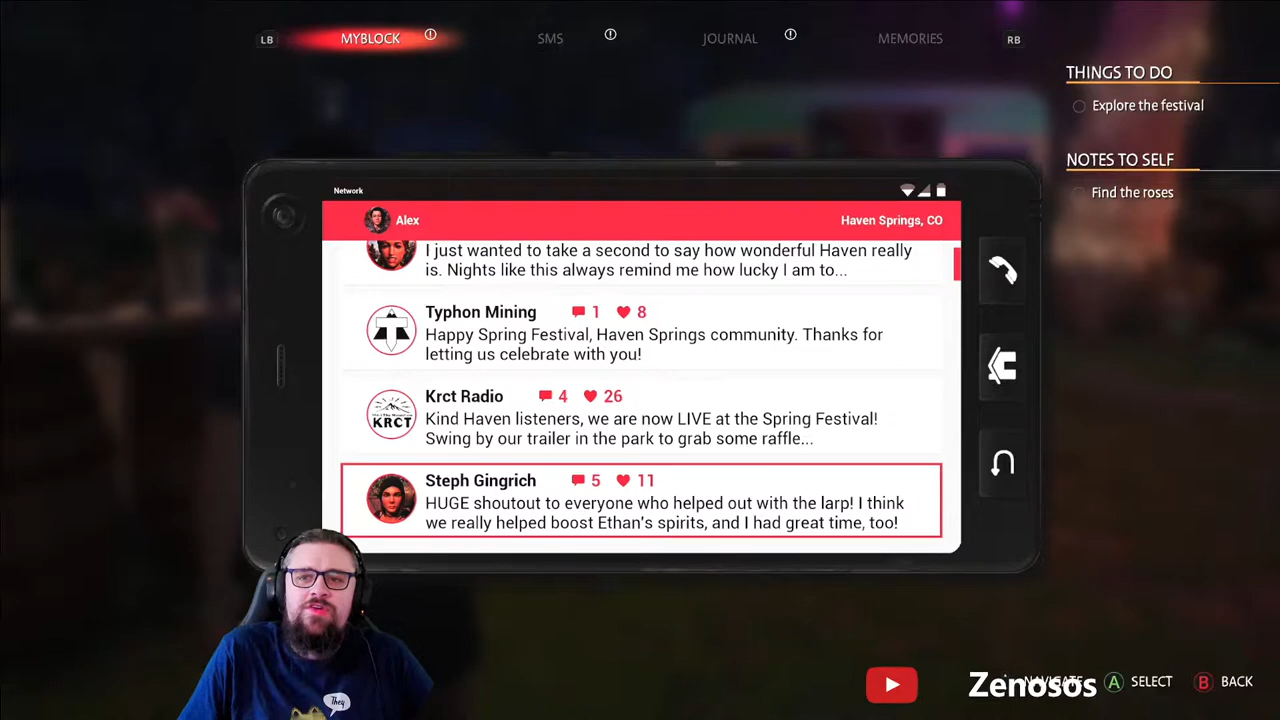 LB MYBLOCK SMS JOURNAL MEMORIES RB
THINGS TO DO
Explore the festival
NOTES TO SELF
Find the roses
Network
Alex Haven Springs, CO
I just wanted to take a second to say how wonderful Haven really
is. Nights like this always remind me how lucky I am to...
Typhon Mining 1 8
Happy Spring Festival, Haven Springs community. Thanks for
letting us celebrate with you!
KRCT
Krct Radio 4 26
Kind Haven listeners, we are now LIVE at the Spring Festival!
Swing by our trailer in the park to grab some raffle...
Steph Gingrich 5 11
HUGE shoutout to everyone who helped out with the larp! I think
we really helped boost Ethan's spirits, and I had great time, too!
They
Zenosos
NAVIGATE A SELECT B BACK